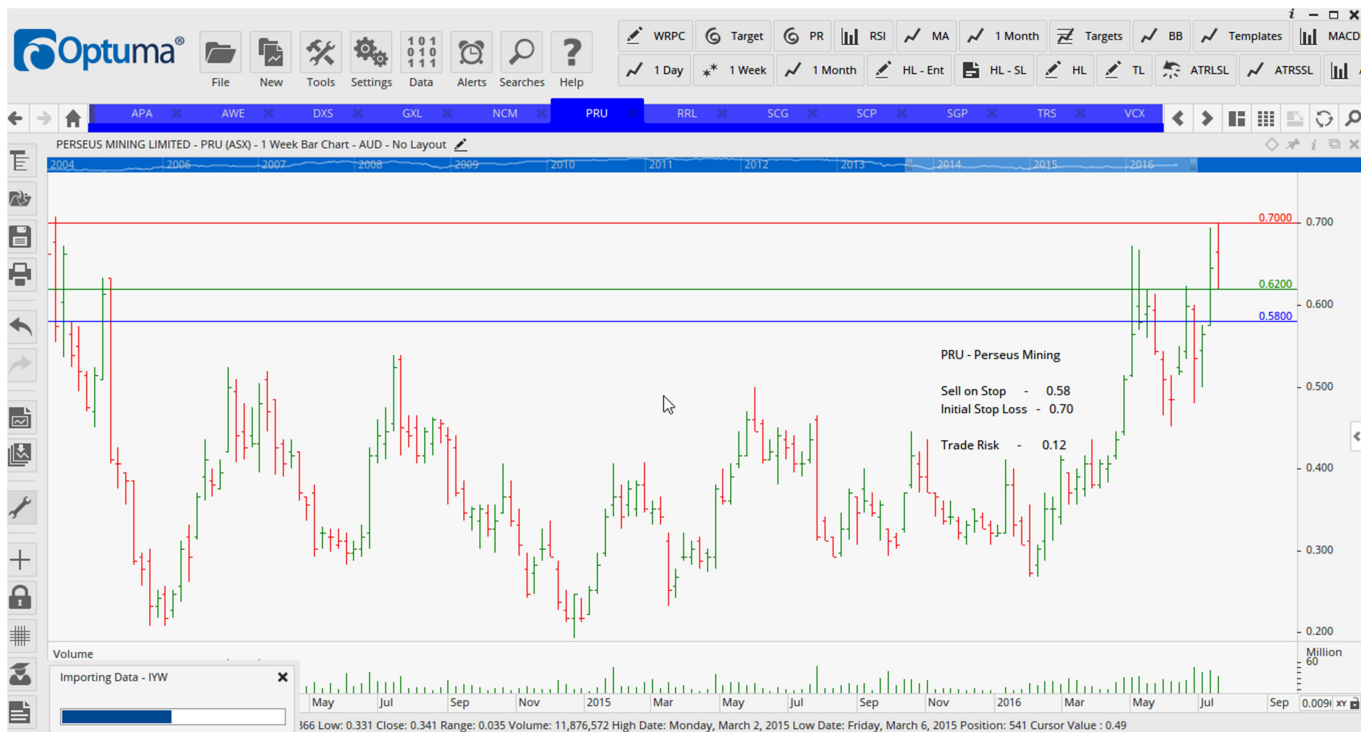 Optuma®
File New Tools Settings Data Alerts Searches Help
WRPC Target PR RSI MA 1 Month Targets BB Templates MACD
1 Day 1 Week 1 Month HL - Ent HL - SL HL TL ATRLSL ATRSSL
APA AWE DXS GXL NCM PRU RRL SCG SCP SGP TRS VCX
PERSEUS MINING LIMITED - PRU (ASX) - 1 Week Bar Chart - AUD - No Layout
2004 2006 2007 2008 2009 2010 2011 2012 2013 2014 2015 2016
0.7000 0.700
0.6200
0.600
0.5800
PRU - Perseus Mining
0.500
Sell on Stop - 0.58
Initial Stop Loss - 0.70
Trade Risk - 0.12
0.400
0.300
0.200
Volume Million
60
Importing Data - IYW
May Jul Sep Nov 2015 Mar May Jul Sep Nov 2016 Mar May Jul Sep XY
Low: 0.331 Close: 0.341 Range: 0.035 Volume: 11,876,572 High Date: Monday, March 2, 2015 Low Date: Friday, March 6, 2015 Position: 541 Cursor Value : 0.49